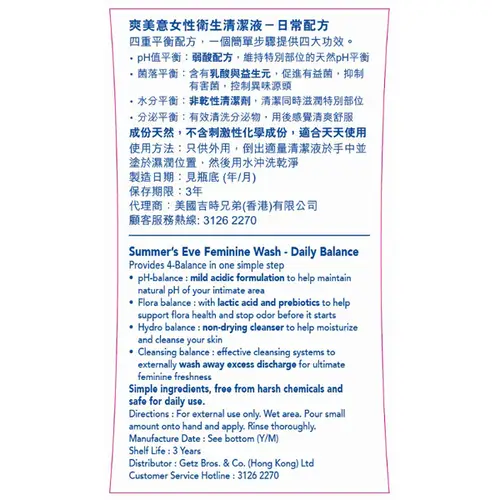 爽美意女性衛生清潔液－日常配方
四重平衡配方，一個簡單步驟提供四大功效。
• pH值平衡：弱酸配方，維持特別部位的天然pH平衡
• 菌落平衡：含有乳酸與益生元，促進有益菌，抑制
有害菌，控制異味源頭
• 水分平衡：非乾性清潔劑，清潔同時滋潤特別部位
• 分泌平衡：有效清洗分泌物，用後感覺清爽舒服
成份天然，不含刺激性化學成份，適合天天使用
使用方法：只供外用，倒出適量清潔液於手中並
塗於濕潤位置，然後用水沖洗乾淨
製造日期：見瓶底 (年/月)
保存期限：3年
代理商：美國吉時兄弟(香港)有限公司
顧客服務熱線: 3126 2270
Summer's Eve Feminine Wash - Daily Balance
Provides 4-Balance in one simple step
• pH-balance : mild acidic formulation to help maintain
natural pH of your intimate area
• Flora balance : with lactic acid and prebiotics to help
support flora health and stop odor before it starts
• Hydro balance : non-drying cleanser to help moisturize
and cleanse your skin
• Cleansing balance : effective cleansing systems to
externally wash away excess discharge for ultimate
feminine freshness
Simple ingredients, free from harsh chemicals and
safe for daily use.
Directions : For external use only. Wet area. Pour small
amount onto hand and apply. Rinse thoroughly.
Manufacture Date : See bottom (Y/M)
Shelf Life : 3 Years
Distributor : Getz Bros. & Co. (Hong Kong) Ltd
Customer Service Hotline : 3126 2270